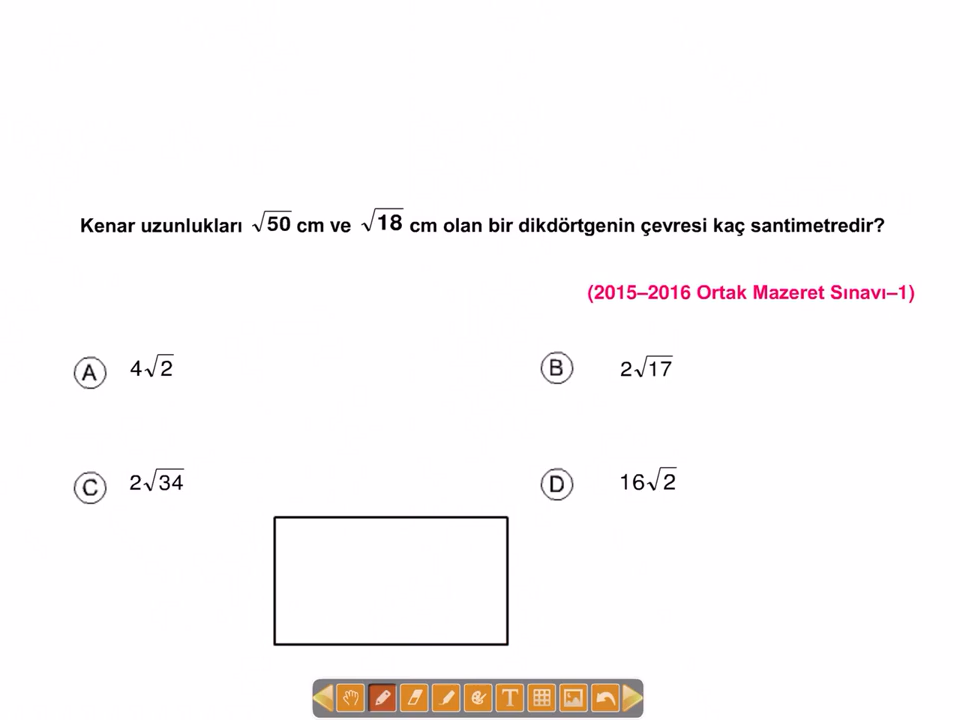 Kenar uzunlukları √50 cm ve √18 cm olan bir dikdörtgenin çevresi kaç santimetredir?
(2015–2016 Ortak Mazeret Sınavı–1)
A 4√2
B 2√17
C 2√34
D 16√2
T